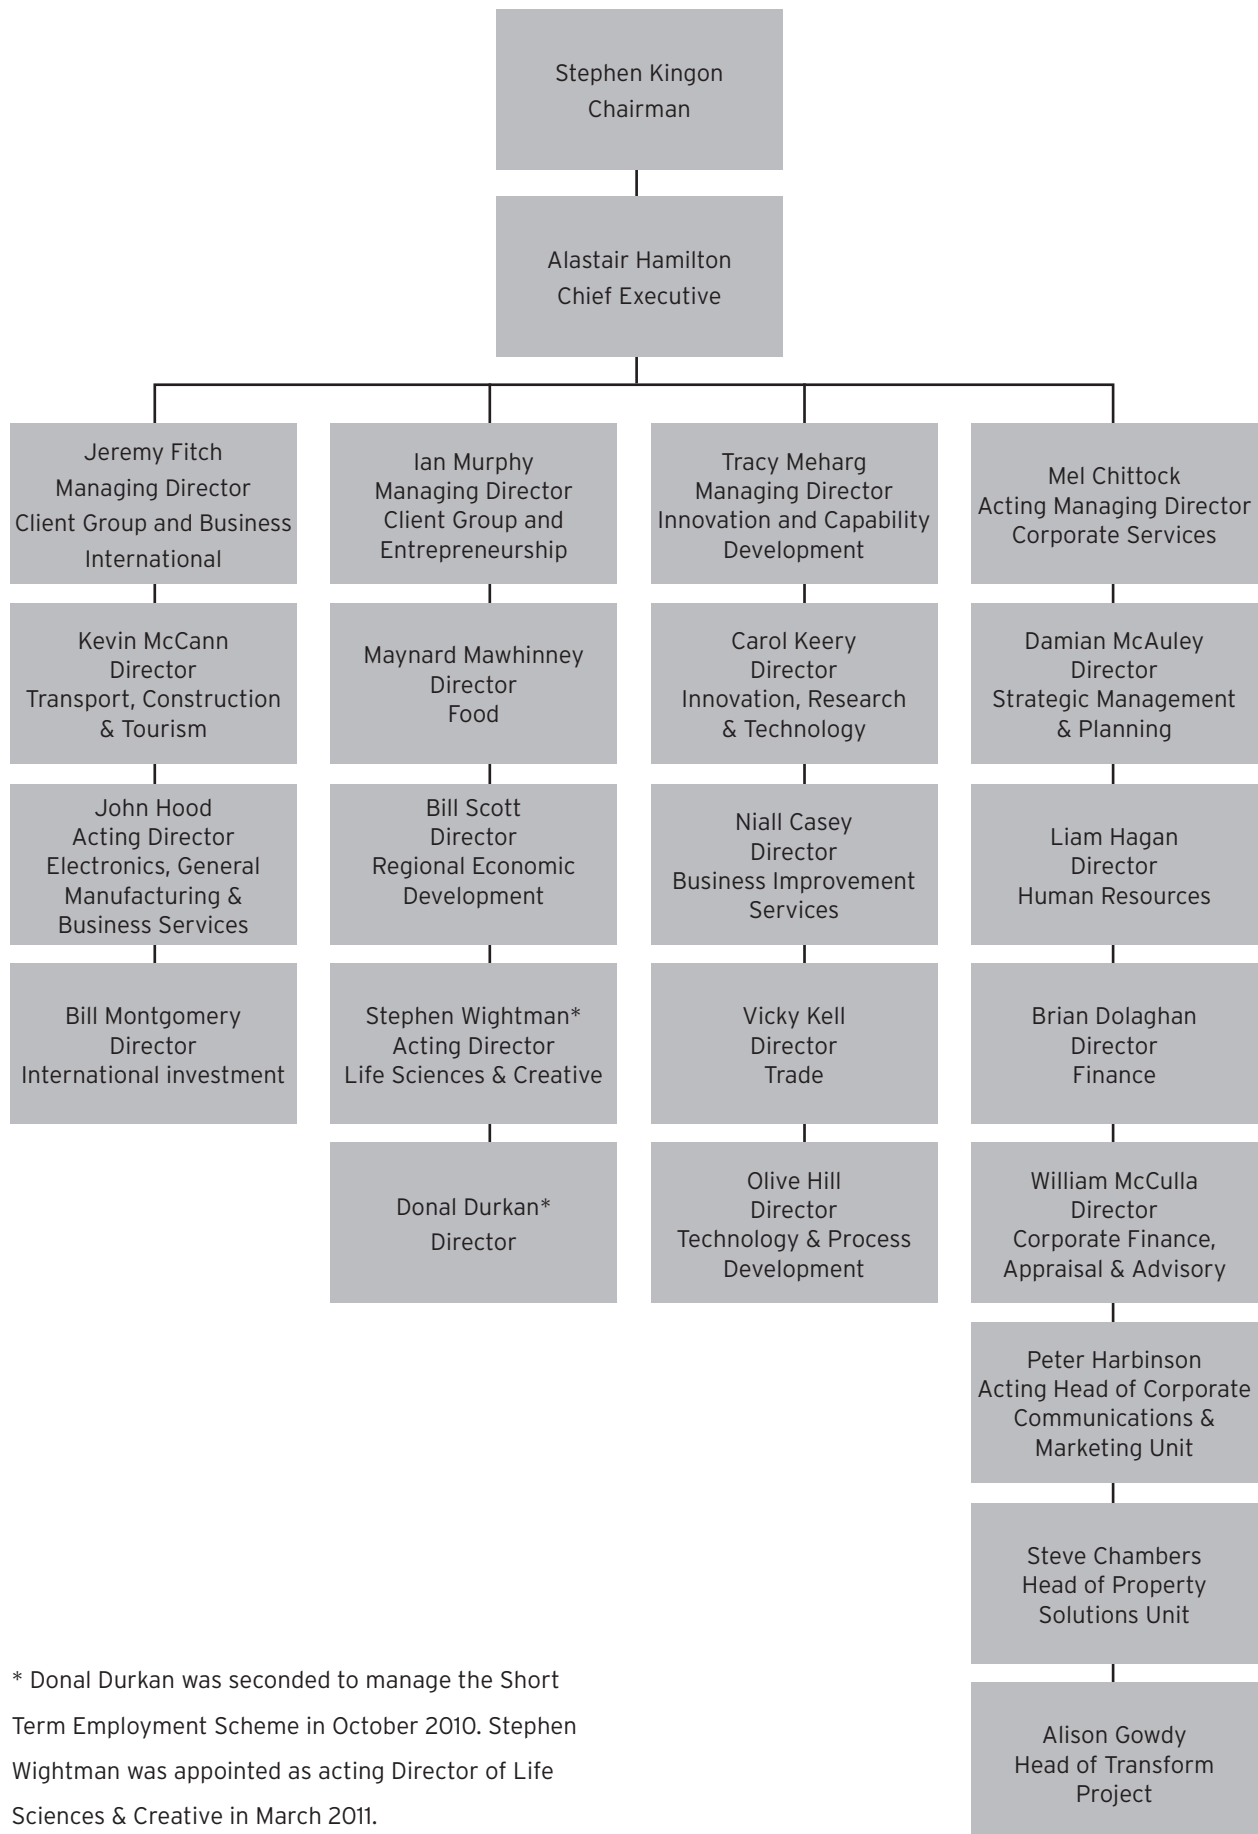 Stephen Kingon
Chairman
Alastair Hamilton
Chief Executive
Jeremy Fitch
Managing Director
Client Group and Business
International
Kevin McCann
Director
Transport, Construction
& Tourism
John Hood
Acting Director
Electronics, General
Manufacturing &
Business Services
Bill Montgomery
Director
International investment
Ian Murphy
Managing Director
Client Group and
Entrepreneurship
Maynard Mawhinney
Director
Food
Bill Scott
Director
Regional Economic
Development
Stephen Wightman*
Acting Director
Life Sciences & Creative
Donal Durkan*
Director
Tracy Meharg
Managing Director
Innovation and Capability
Development
Carol Keery
Director
Innovation, Research
& Technology
Niall Casey
Director
Business Improvement
Services
Vicky Kell
Director
Trade
Olive Hill
Director
Technology & Process
Development
Mel Chittock
Acting Managing Director
Corporate Services
Damian McAuley
Director
Strategic Management
& Planning
Liam Hagan
Director
Human Resources
Brian Dolaghan
Director
Finance
William McCulla
Director
Corporate Finance,
Appraisal & Advisory
Peter Harbinson
Acting Head of Corporate
Communications &
Marketing Unit
Steve Chambers
Head of Property
Solutions Unit
Alison Gowdy
Head of Transform
Project
* Donal Durkan was seconded to manage the Short
Term Employment Scheme in October 2010. Stephen
Wightman was appointed as acting Director of Life
Sciences & Creative in March 2011.